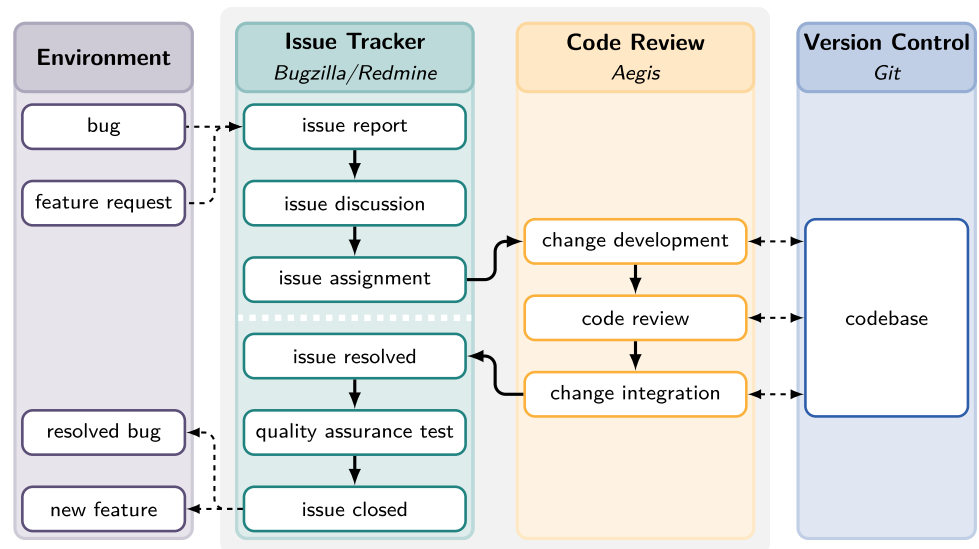 Environment
bug
feature request
resolved bug
new feature
Issue Tracker
Bugzilla/Redmine
issue report
issue discussion
issue assignment
issue resolved
quality assurance test
issue closed
Code Review
Aegis
change development
code review
change integration
Version Control
Git
codebase